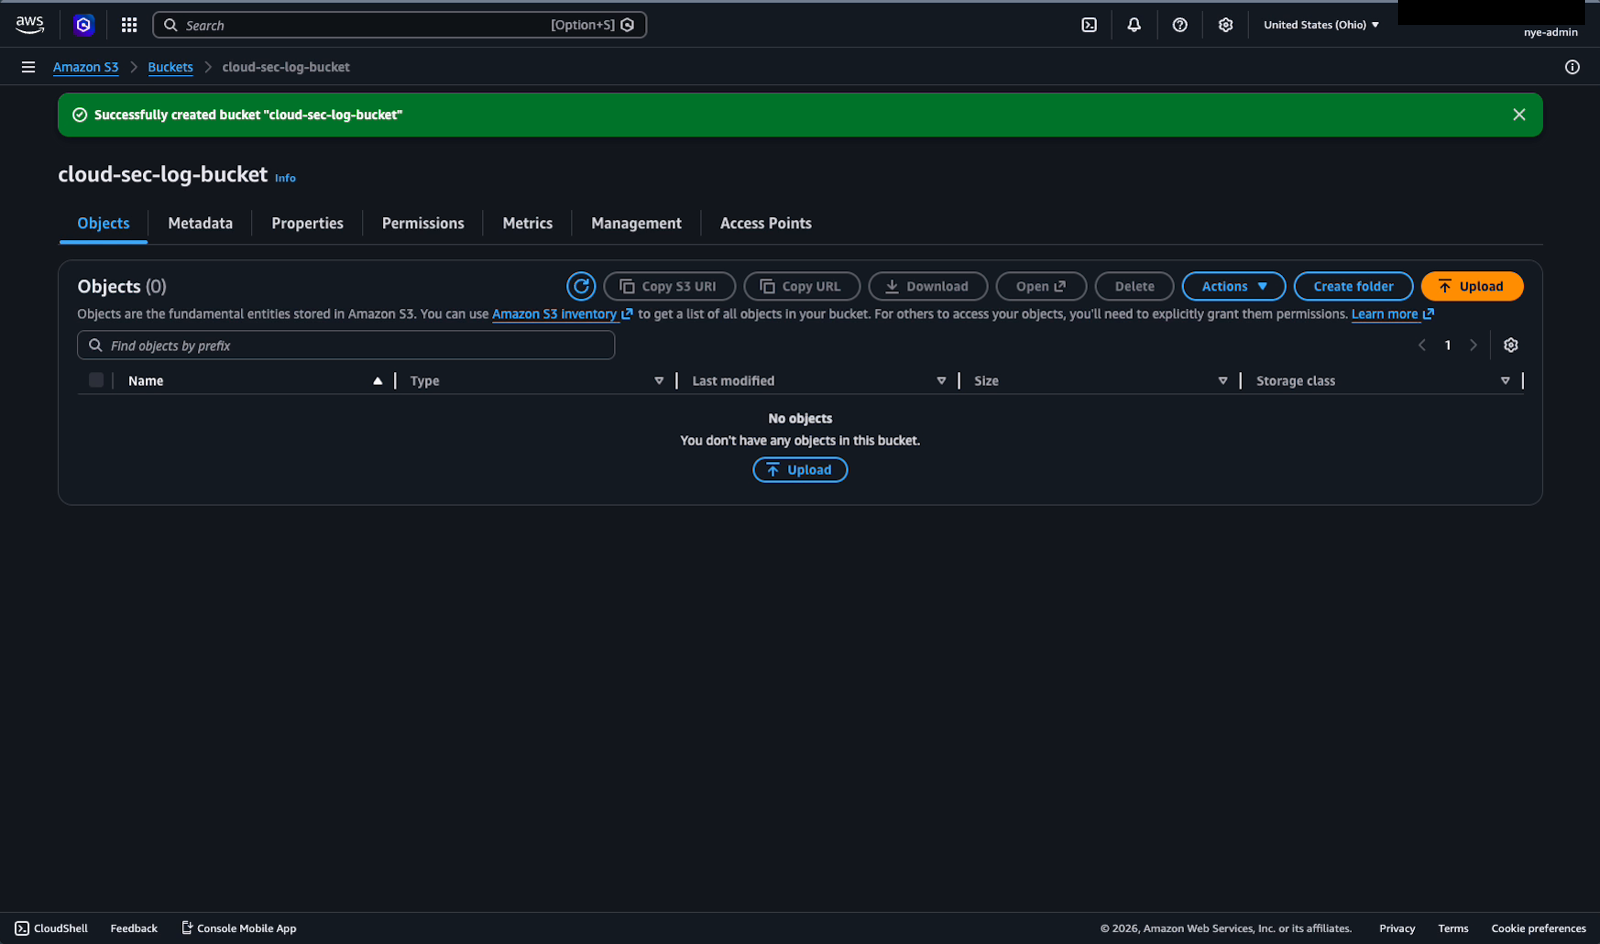 aws
Search [Option+S]
United States (Ohio)
nye-admin
Amazon S3 Buckets cloud-sec-log-bucket
Successfully created bucket "cloud-sec-log-bucket"
cloud-sec-log-bucket Info
Objects Metadata Properties Permissions Metrics Management Access Points
Objects (0)
Copy S3 URI Copy URL Download Open Delete Actions Create folder Upload
Objects are the fundamental entities stored in Amazon S3. You can use Amazon S3 inventory to get a list of all objects in your bucket. For others to access your objects, you'll need to explicitly grant them permissions. Learn more
Find objects by prefix
1
Name Type Last modified Size Storage class
No objects
You don't have any objects in this bucket.
Upload
CloudShell Feedback Console Mobile App © 2026, Amazon Web Services, Inc. or its affiliates. Privacy Terms Cookie preferences